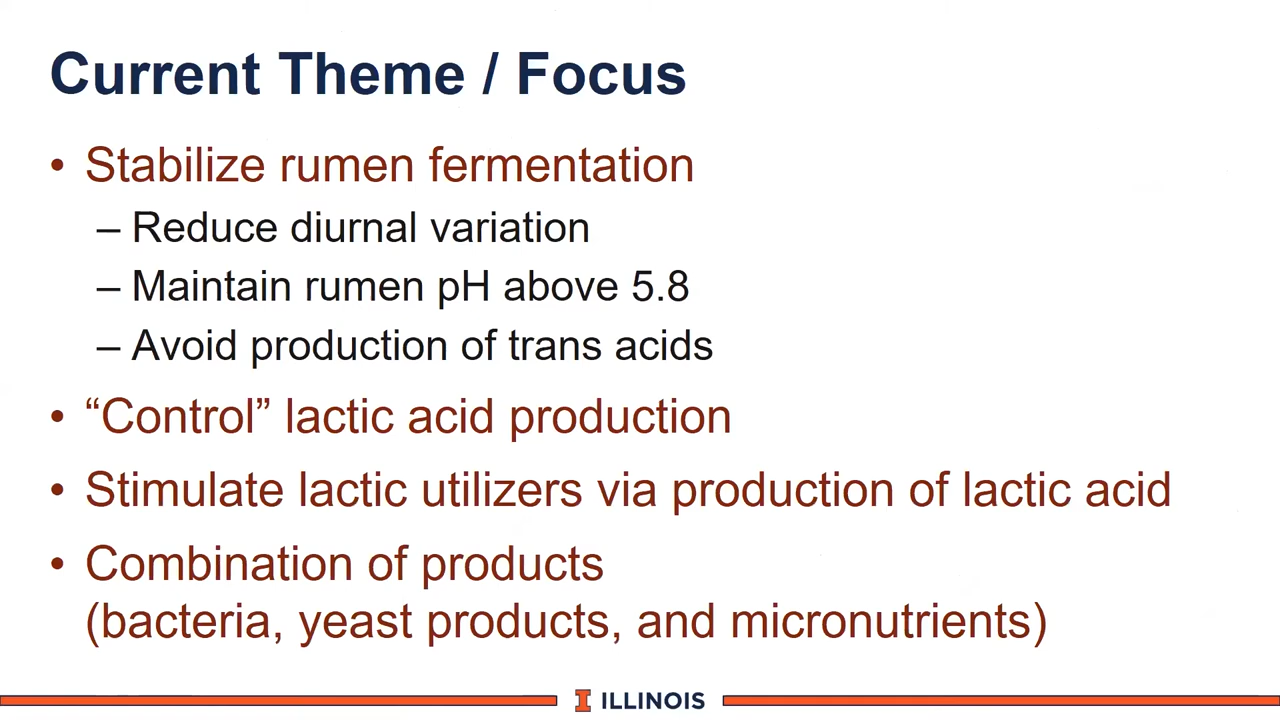 Current Theme / Focus
• Stabilize rumen fermentation
– Reduce diurnal variation
– Maintain rumen pH above 5.8
– Avoid production of trans acids
• “Control” lactic acid production
• Stimulate lactic utilizers via production of lactic acid
• Combination of products
(bacteria, yeast products, and micronutrients)
I ILLINOIS